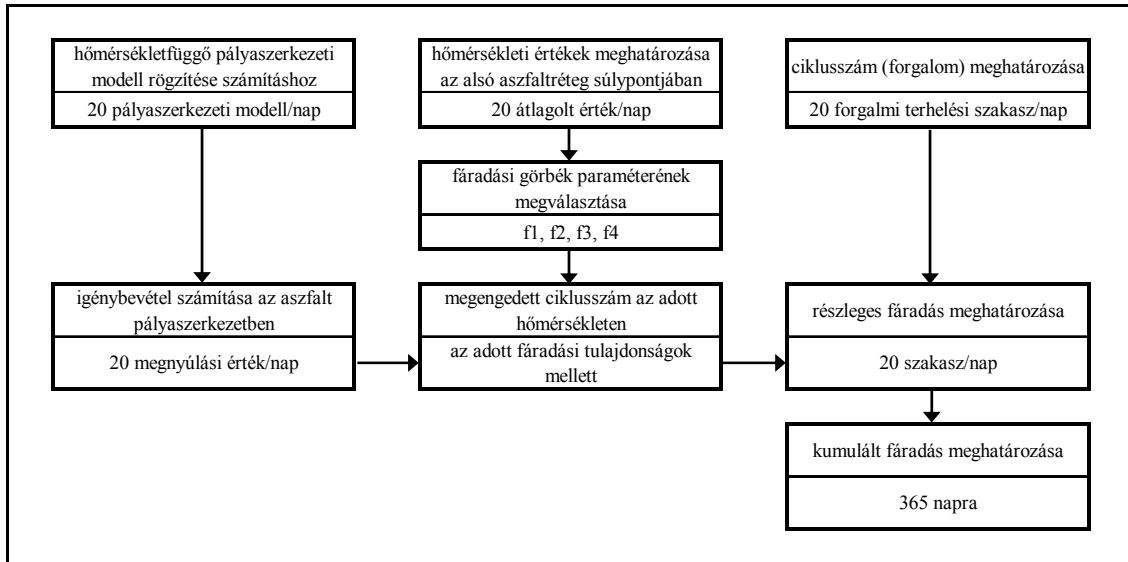 hőmérsékletfüggő pályaszerkezeti
modell rögzítése számításhoz
20 pályaszerkezeti modell/nap
hőmérsékleti értékek meghatározása
az alsó aszfaltréteg súlypontjában
20 átlagolt érték/nap
ciklusszám (forgalom) meghatározása
20 forgalmi terhelési szakasz/nap
fáradási görbék paraméterének
megválasztása
f1, f2, f3, f4
igénybevétel számítása az aszfalt
pályaszerkezetben
20 megnyúlási érték/nap
megengedett ciklusszám az adott
hőmérsékleten
az adott fáradási tulajdonságok
mellett
részleges fáradás meghatározása
20 szakasz/nap
kumulált fáradás meghatározása
365 napra